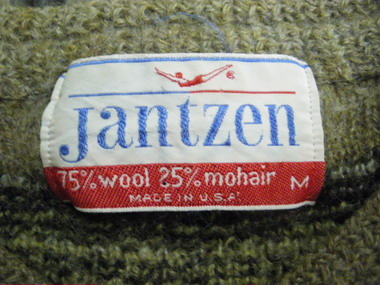 Jantzen
75% wool 25% mohair M
MADE IN U.S.A.